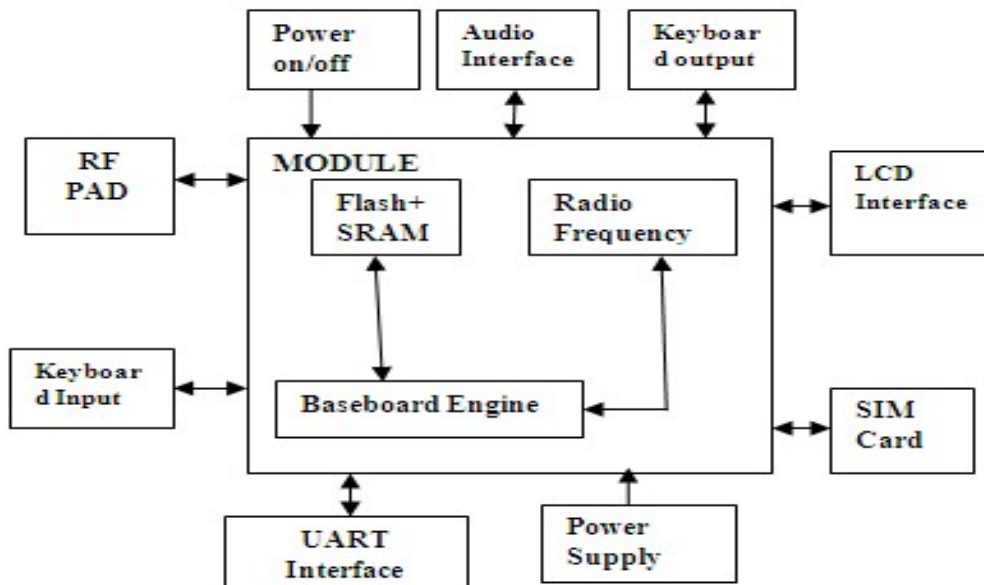 Power
on/off
Audio
Interface
Keyboar
d output
RF
PAD
MODULE
Flash+
SRAM
Radio
Frequency
LCD
Interface
Keyboar
d Input
Baseboard Engine
SIM
Card
UART
Interface
Power
Supply